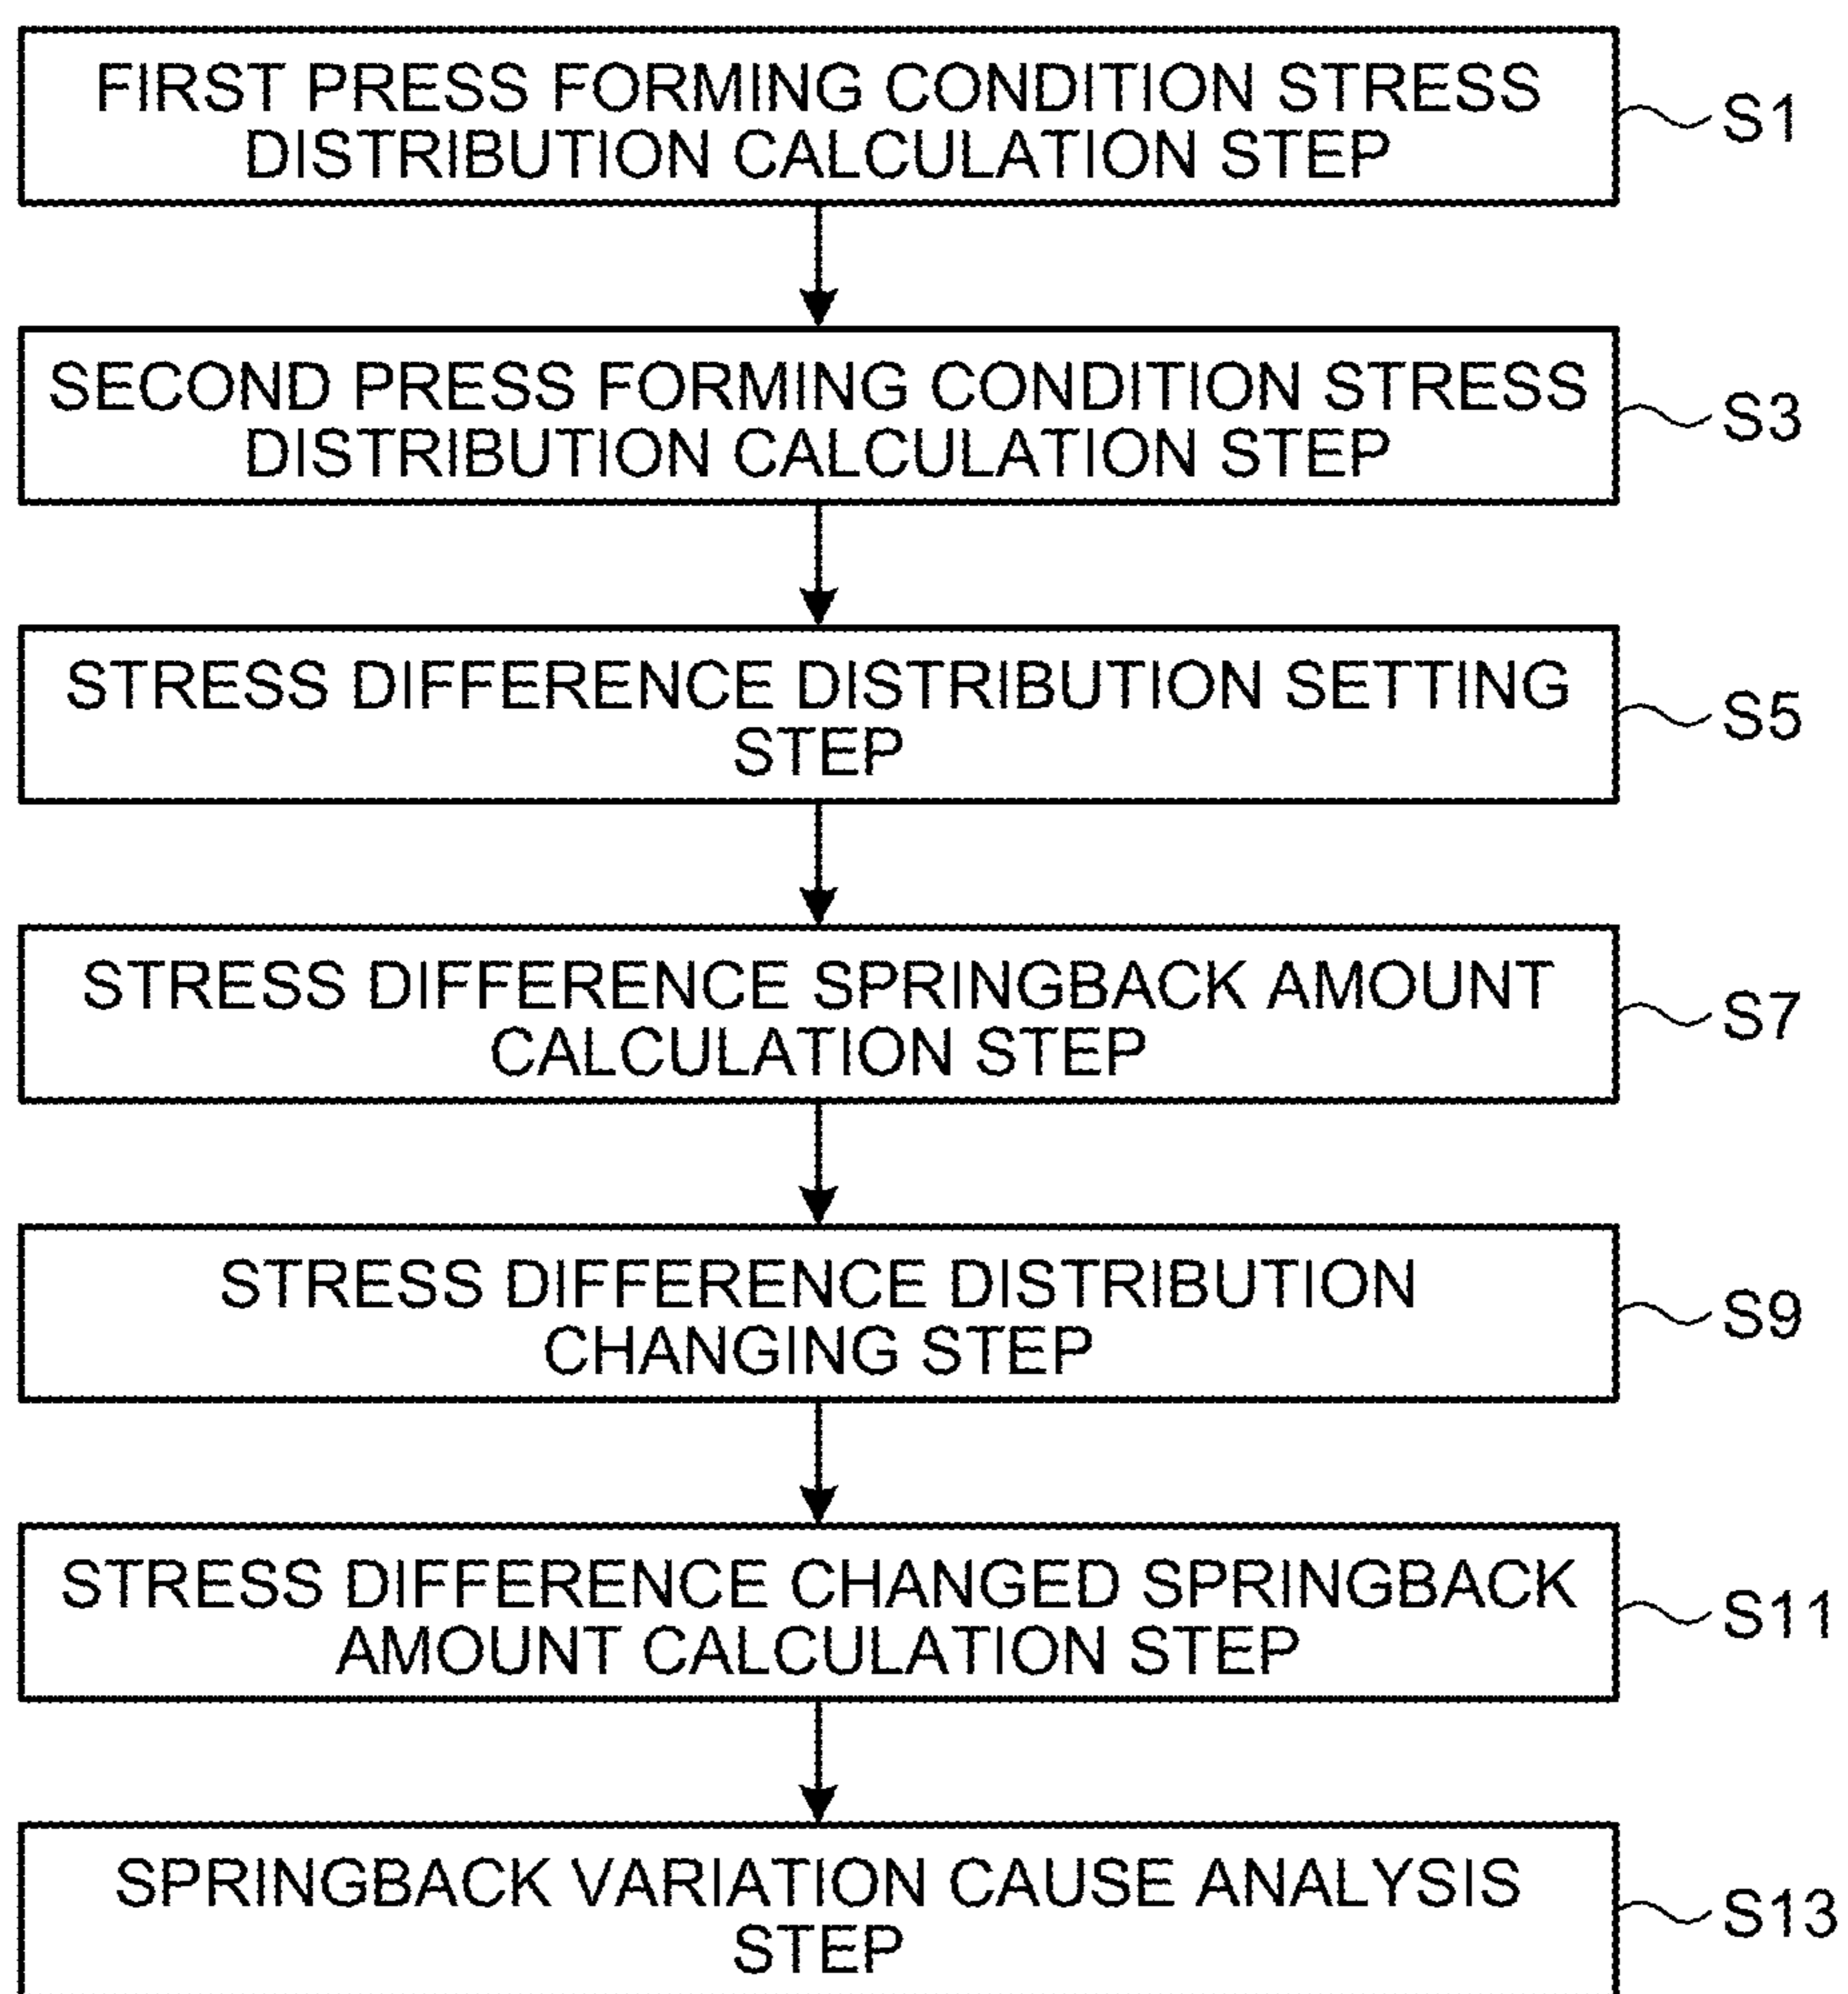 FIRST PRESS FORMING CONDITION STRESS
DISTRIBUTION CALCULATION STEP
S1
SECOND PRESS FORMING CONDITION STRESS
DISTRIBUTION CALCULATION STEP
S3
STRESS DIFFERENCE DISTRIBUTION SETTING
STEP
S5
STRESS DIFFERENCE SPRINGBACK AMOUNT
CALCULATION STEP
S7
STRESS DIFFERENCE DISTRIBUTION
CHANGING STEP
S9
STRESS DIFFERENCE CHANGED SPRINGBACK
AMOUNT CALCULATION STEP
S11
SPRINGBACK VARIATION CAUSE ANALYSIS
STEP
S13